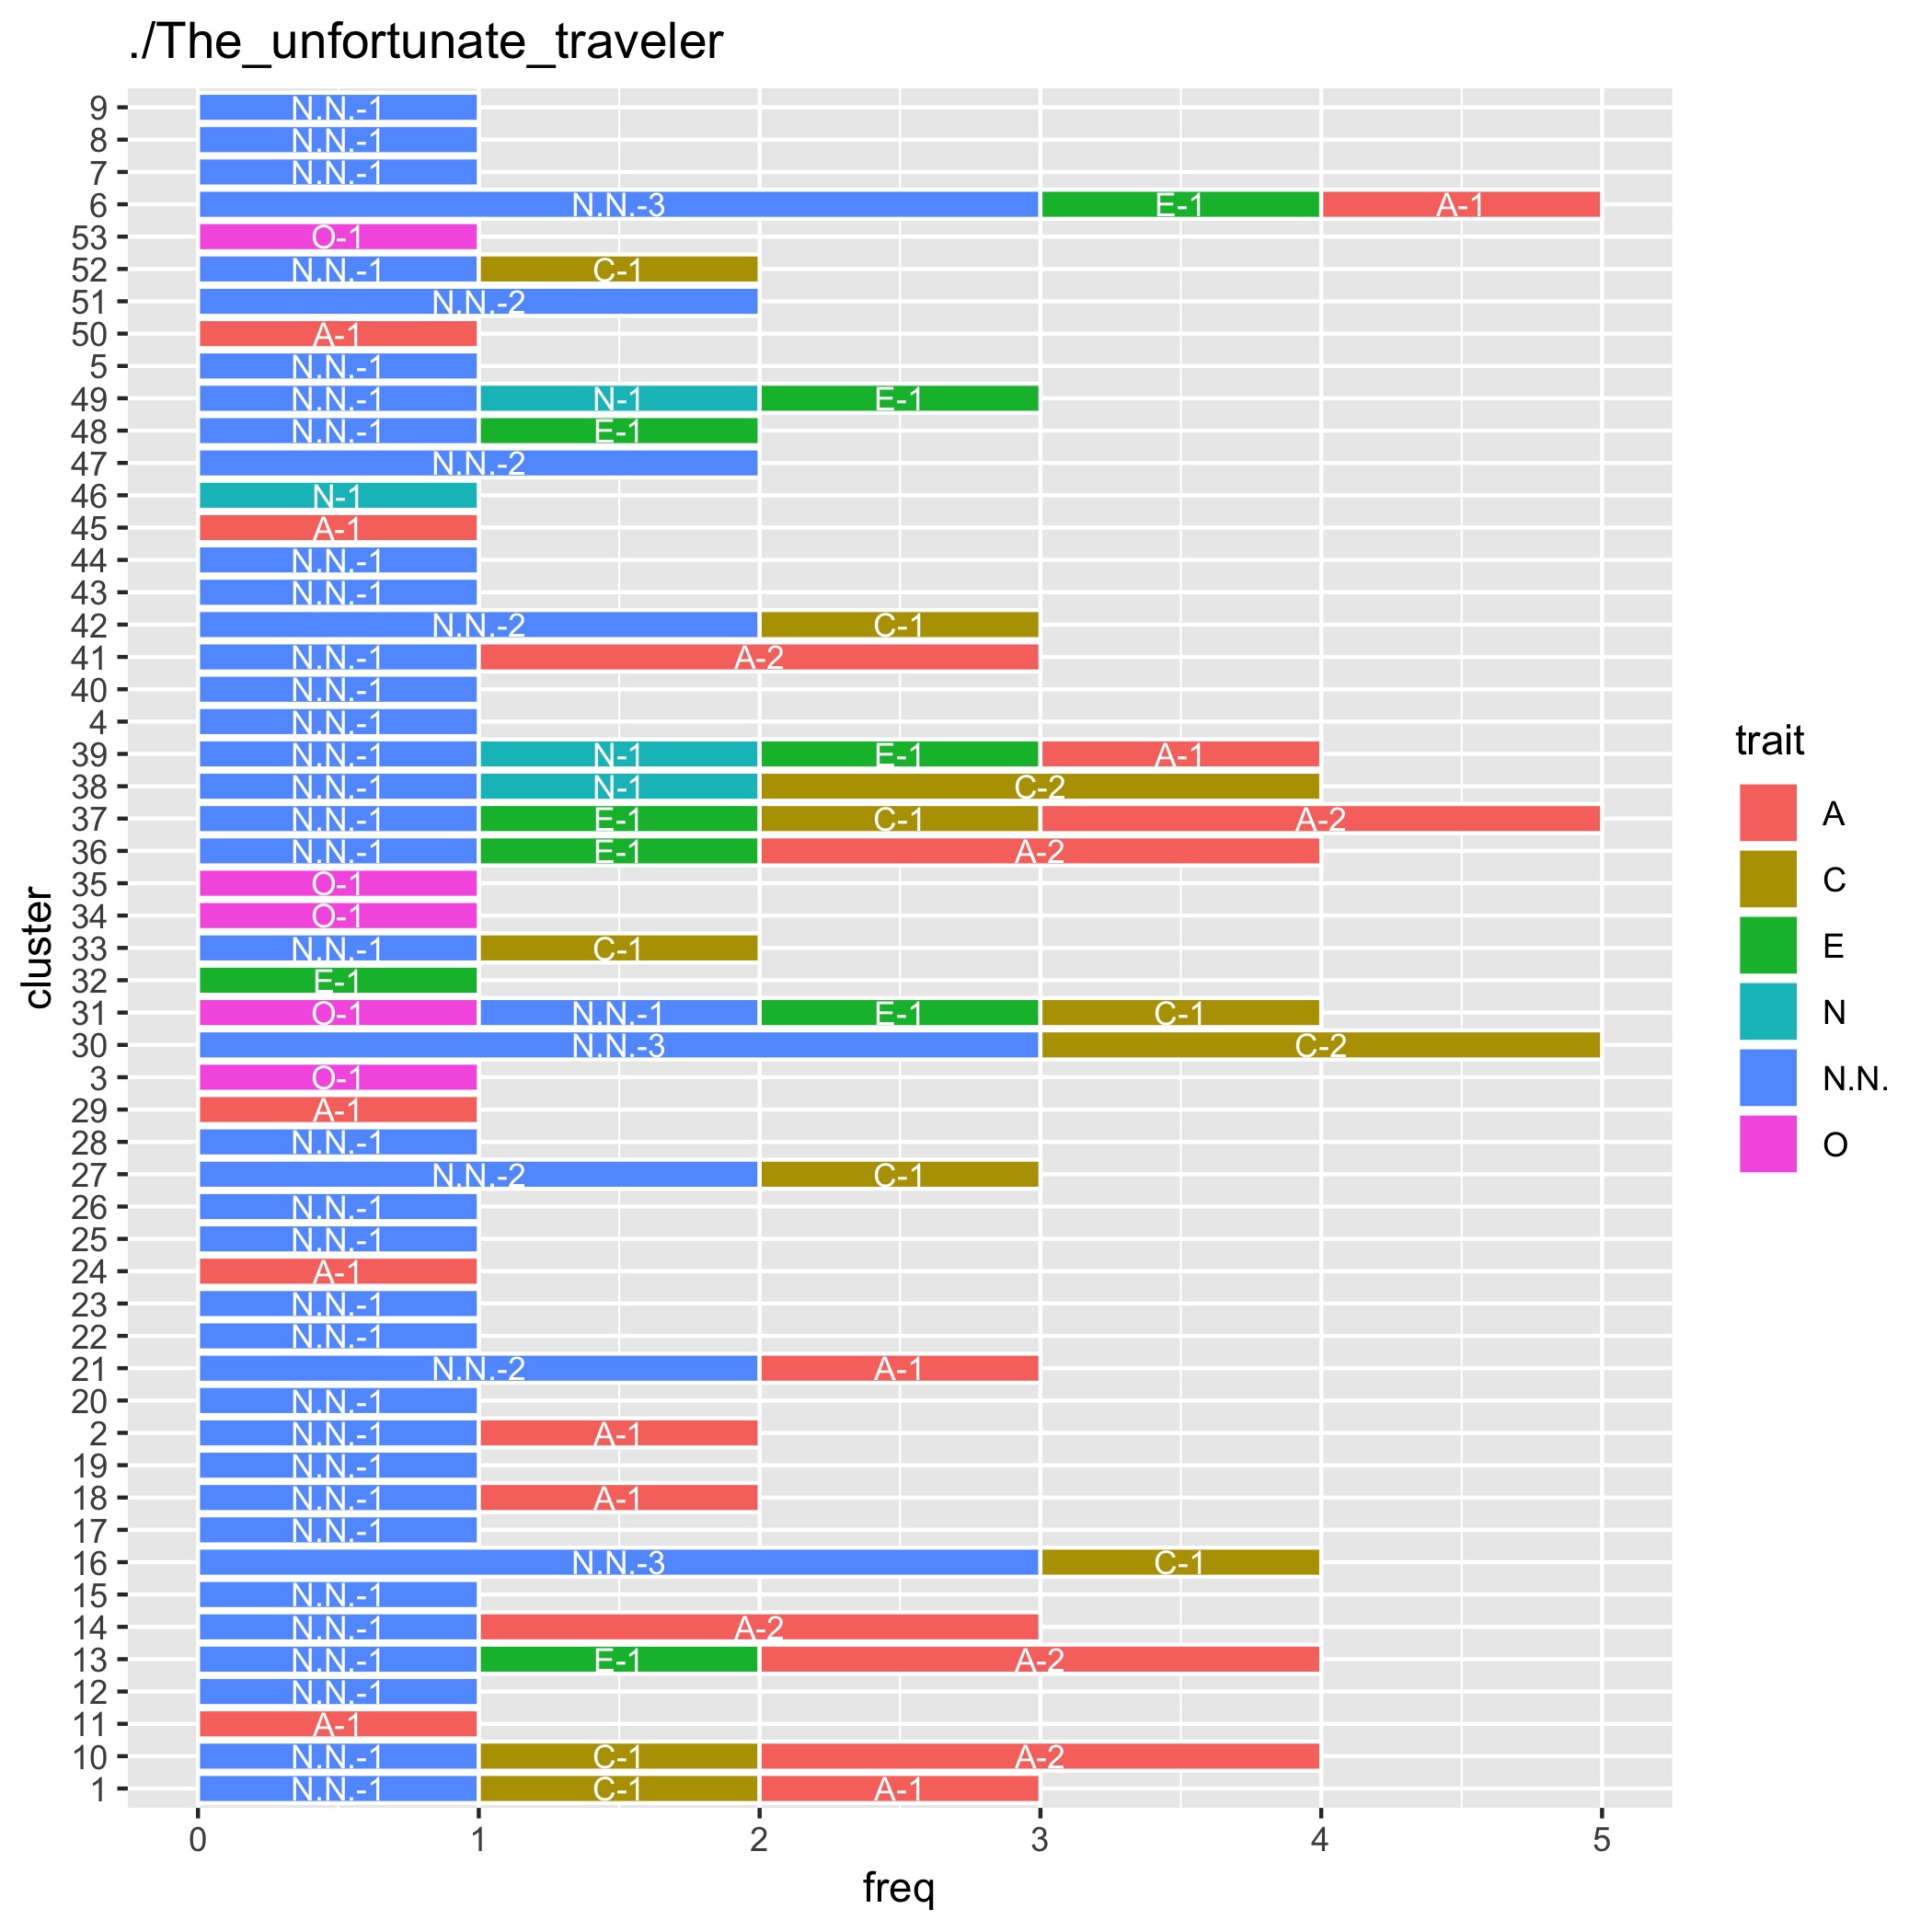 ./The_unfortunate_traveler
9 N.N.-1
8 N.N.-1
7 N.N.-1
6 N.N.-3 E-1 A-1
53 O-1
52 N.N.-1 C-1
51 N.N.-2
50 A-1
5 N.N.-1
49 N.N.-1 N-1 E-1
48 N.N.-1 E-1
47 N.N.-2
46 N-1
45 A-1
44 N.N.-1
43 N.N.-1
42 N.N.-2 C-1
41 N.N.-1 A-2
40 N.N.-1
4 N.N.-1
39 N.N.-1 N-1 E-1 A-1
38 N.N.-1 N-1 C-2
37 N.N.-1 E-1 C-1 A-2
36 N.N.-1 E-1 A-2
35 O-1
34 O-1
33 N.N.-1 C-1
32 E-1
31 O-1 N.N.-1 E-1 C-1
30 N.N.-3 C-2
3 O-1
29 A-1
28 N.N.-1
27 N.N.-2 C-1
26 N.N.-1
25 N.N.-1
24 A-1
23 N.N.-1
22 N.N.-1
21 N.N.-2 A-1
20 N.N.-1
2 N.N.-1 A-1
19 N.N.-1
18 N.N.-1 A-1
17 N.N.-1
16 N.N.-3 C-1
15 N.N.-1
14 N.N.-1 A-2
13 N.N.-1 E-1 A-2
12 N.N.-1
11 A-1
10 N.N.-1 C-1 A-2
1 N.N.-1 C-1 A-1
0 1 2 3 4 5
freq
cluster
trait
A
C
E
N
N.N.
O